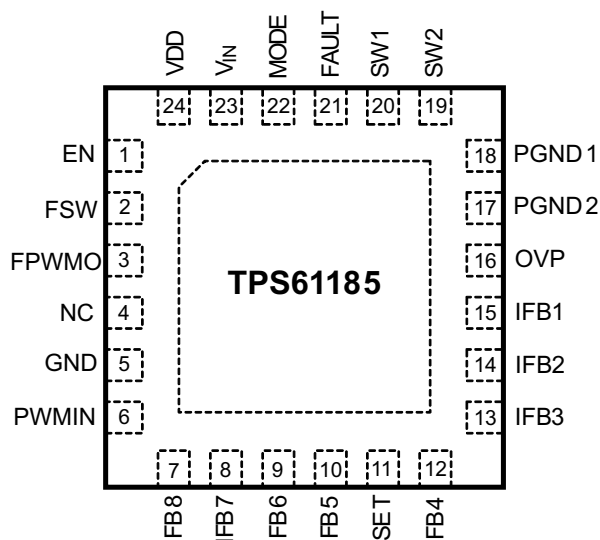 VDD
VIN
MODE
FAULT
SW1
SW2
24
23
22
21
20
19
EN 1
FSW 2
FPWMO 3
NC 4
GND 5
PWMIN 6
TPS61185
18 PGND1
17 PGND2
16 OVP
15 IFB1
14 IFB2
13 IFB3
7
8
9
10
11
12
FB8
IFB7
FB6
FB5
SET
FB4